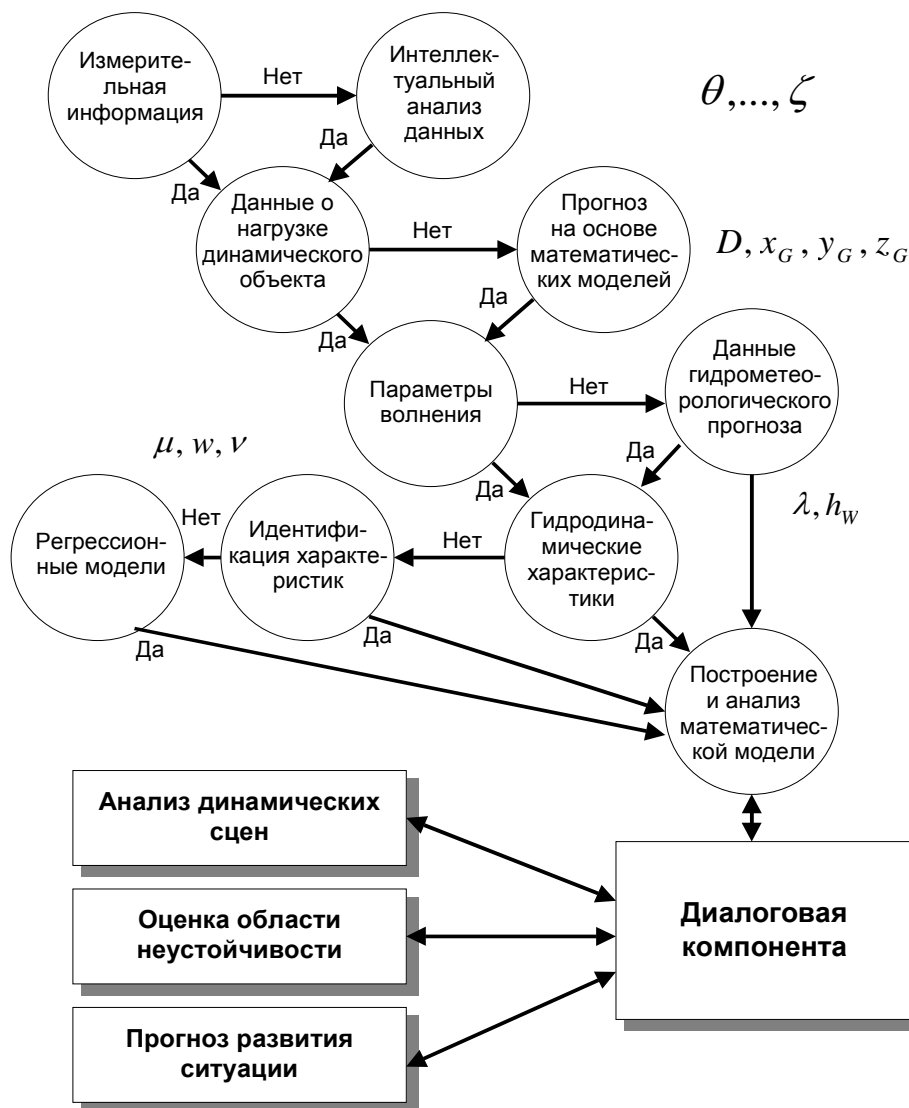 Измерите-
льная
информация
Нет
Интеллек-
туальный
анализ
данных
θ,..., ζ
Да
Да
Данные о
нагрузке
динамического
объекта
Нет
Прогноз
на основе
математичес-
ких моделей
D, x_G, y_G, z_G
Да
Да
Параметры
волнения
Нет
Данные
гидрометео-
рологического
прогноза
μ, w, ν
Да
Да
λ, h_W
Регрессион-
ные модели
Нет
Идентифи-
кация характе-
ристик
Нет
Гидродина-
мические
характерис-
тики
Да
Да
Да
Построение
и анализ
математичес-
кой модели
Анализ динамических
сцен
Оценка области
неустойчивости
Прогноз развития
ситуации
Диалоговая
компонента